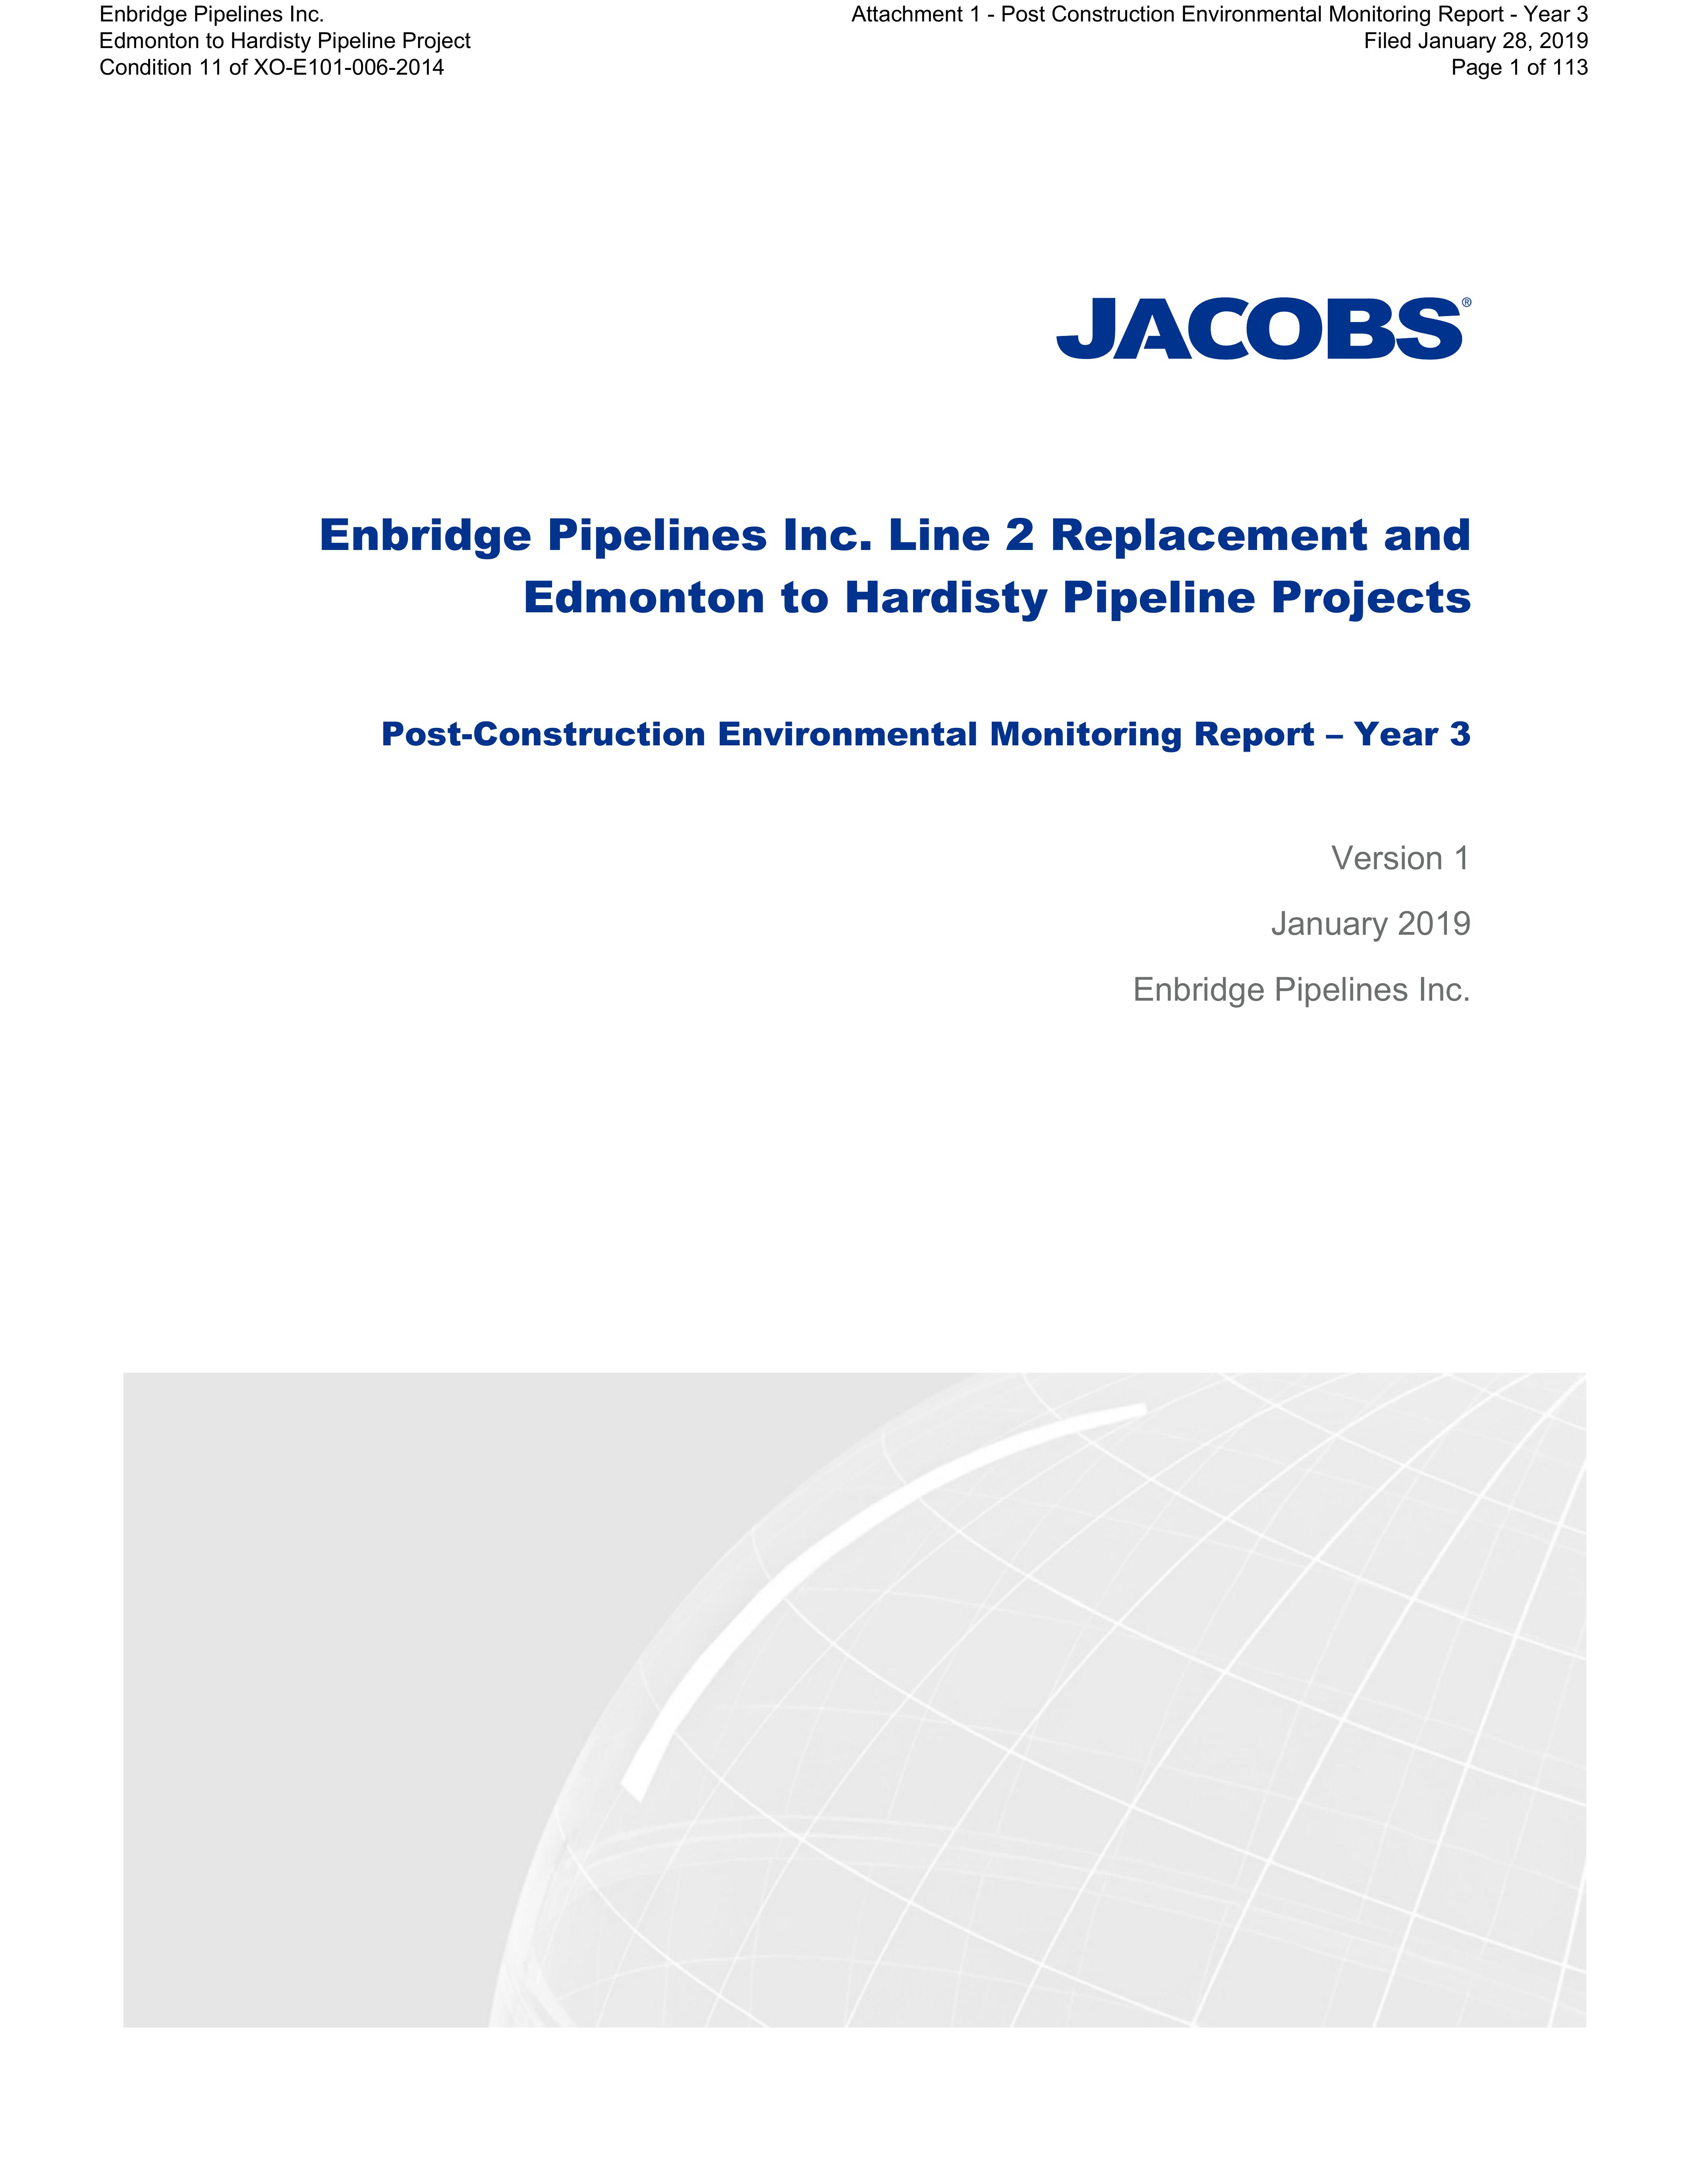 Enbridge Pipelines Inc.
Edmonton to Hardisty Pipeline Project
Condition 11 of XO-E101-006-2014
Attachment 1 - Post Construction Environmental Monitoring Report - Year 3
Filed January 28, 2019
Page 1 of 113
JACOBS®
Enbridge Pipelines Inc. Line 2 Replacement and
Edmonton to Hardisty Pipeline Projects
Post-Construction Environmental Monitoring Report – Year 3
Version 1
January 2019
Enbridge Pipelines Inc.